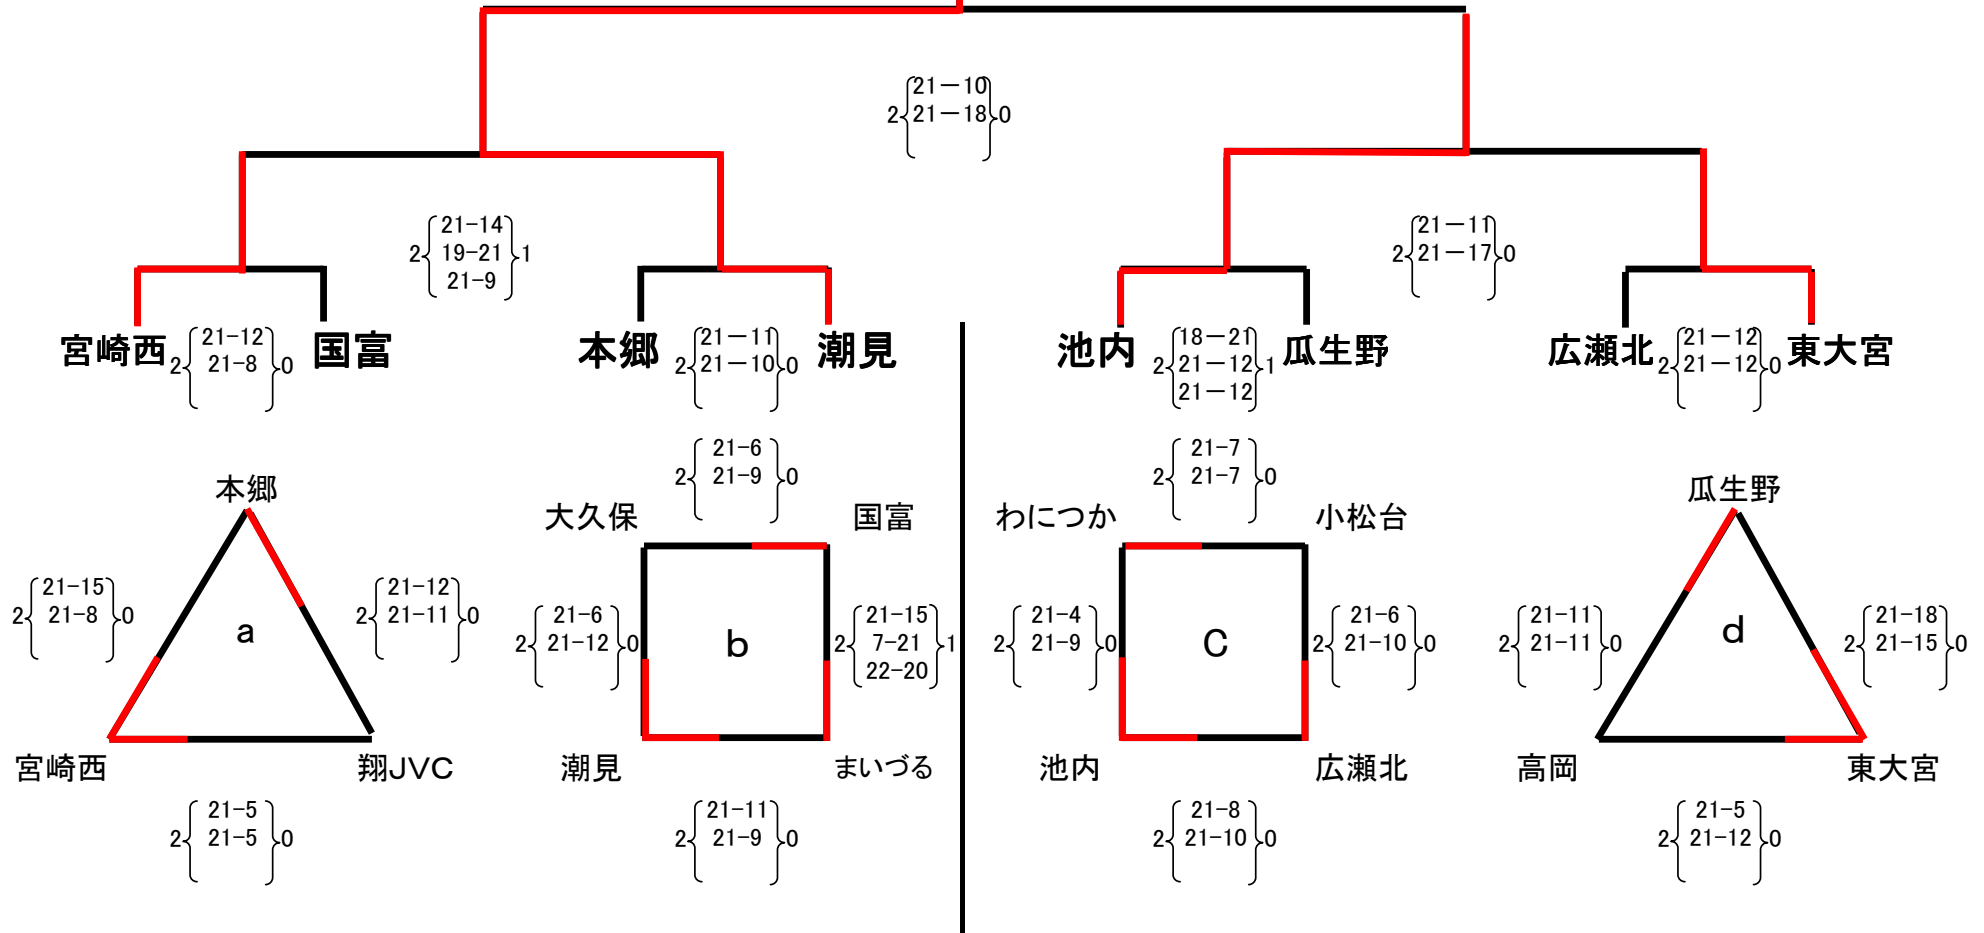 21－10
2 21－18 0
21-14
2 19-21 1
21-9
21－11
2 21－17 0
宮崎西 国富 本郷 潮見 池内 瓜生野 広瀬北 東大宮
21-12
2 21-8 0
21－11
2 21－10 0
18－21
2 21－12 1
21－12
21－12
2 21－12 0
21-6
2 21-9 0
21-7
2 21-7 0
本郷
21-15
2 21-8 0
21-12
2 21-11 0
a
宮崎西 翔JVC
21-5
2 21-5 0
大久保 国富
21-6
2 21-12 0
21-15
2 7-21 1
22-20
b
潮見 まいづる
21-11
2 21-9 0
わにつか 小松台
21-4
2 21-9 0
21-6
2 21-10 0
C
池内 広瀬北
21-8
2 21-10 0
瓜生野
21-11
2 21-11 0
21-18
2 21-15 0
d
高岡 東大宮
21-5
2 21-12 0